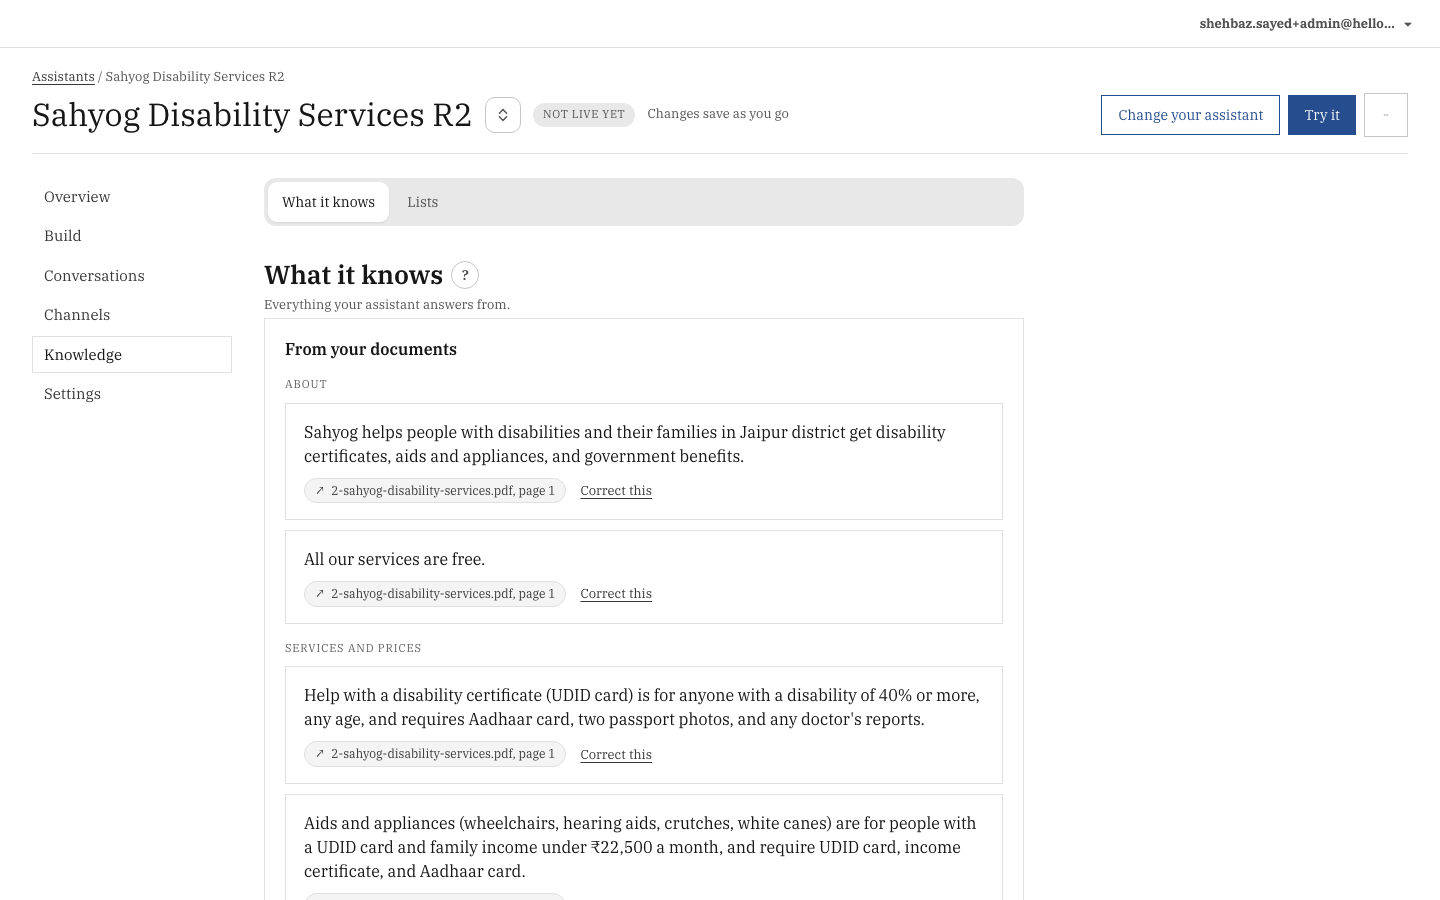 shehbaz.sayed+admin@hello...
Assistants / Sahyog Disability Services R2
Sahyog Disability Services R2
NOT LIVE YET
Changes save as you go
Change your assistant
Try it
Overview
Build
Conversations
Channels
Knowledge
Settings
What it knows
Lists
What it knows ?
Everything your assistant answers from.
From your documents
ABOUT
Sahyog helps people with disabilities and their families in Jaipur district get disability
certificates, aids and appliances, and government benefits.
↗ 2-sahyog-disability-services.pdf, page 1 Correct this
All our services are free.
↗ 2-sahyog-disability-services.pdf, page 1 Correct this
SERVICES AND PRICES
Help with a disability certificate (UDID card) is for anyone with a disability of 40% or more,
any age, and requires Aadhaar card, two passport photos, and any doctor's reports.
↗ 2-sahyog-disability-services.pdf, page 1 Correct this
Aids and appliances (wheelchairs, hearing aids, crutches, white canes) are for people with
a UDID card and family income under ₹22,500 a month, and require UDID card, income
certificate, and Aadhaar card.